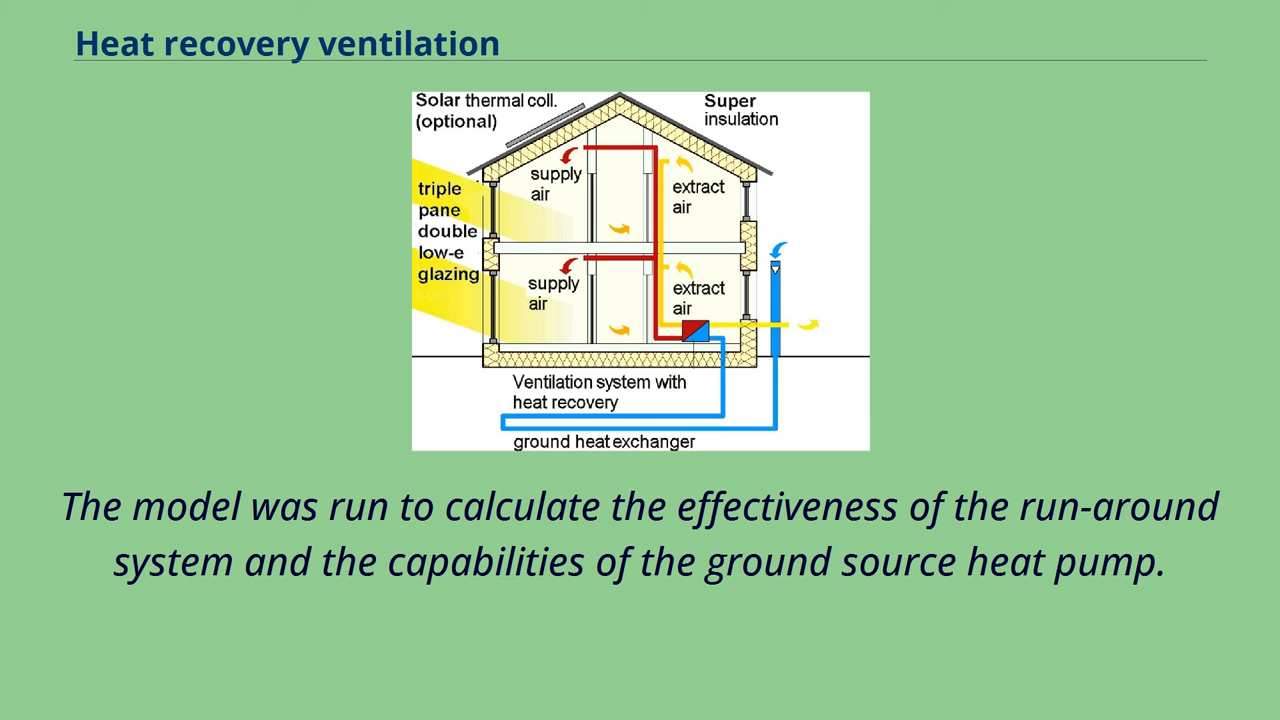 Heat recovery ventilation
Solar thermal coll.
(optional)
Super
insulation
supply
air
extract
air
triple
pane
double
low-e
glazing
supply
air
extract
air
Ventilation system with
heat recovery
ground heat exchanger
The model was run to calculate the effectiveness of the run-around
system and the capabilities of the ground source heat pump.